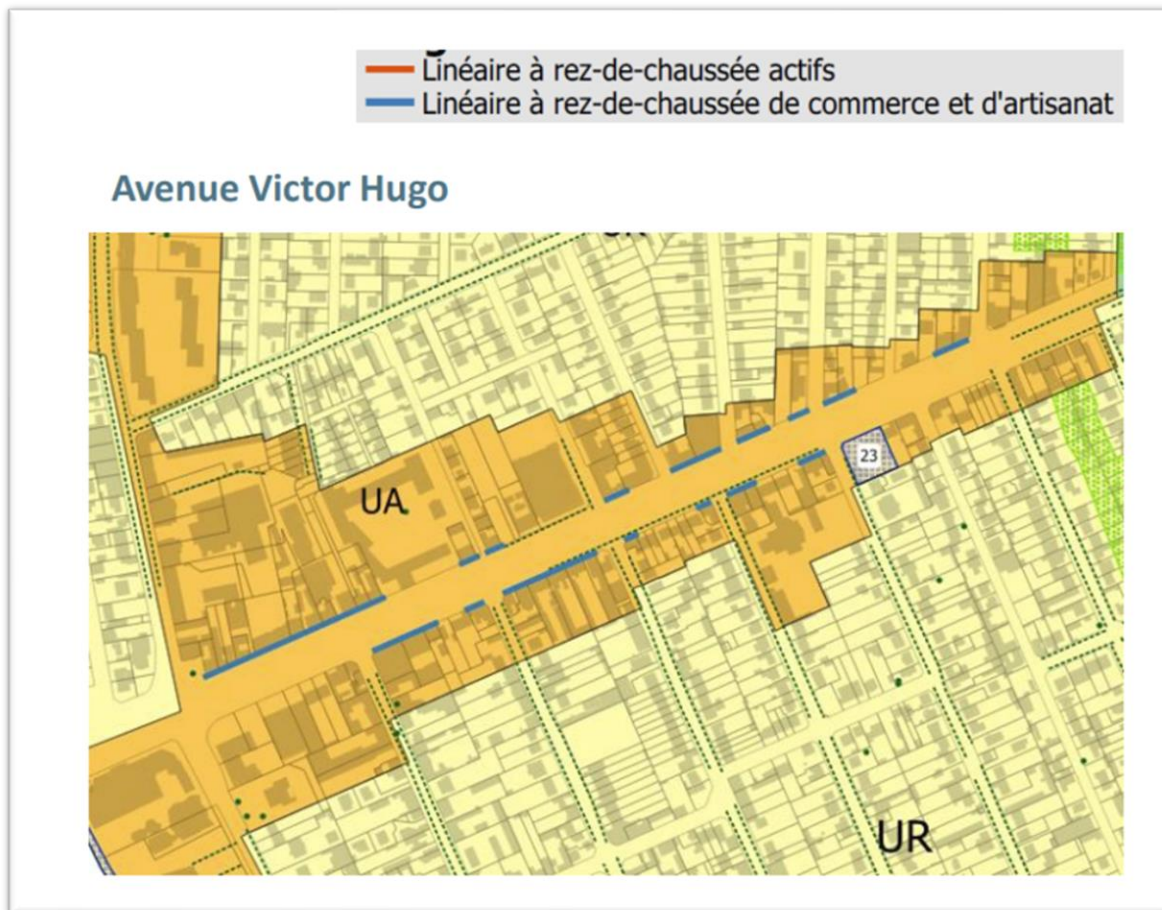 Linéaire à rez-de-chaussée actifs
Linéaire à rez-de-chaussée de commerce et d'artisanat
Avenue Victor Hugo
UA
23
UR